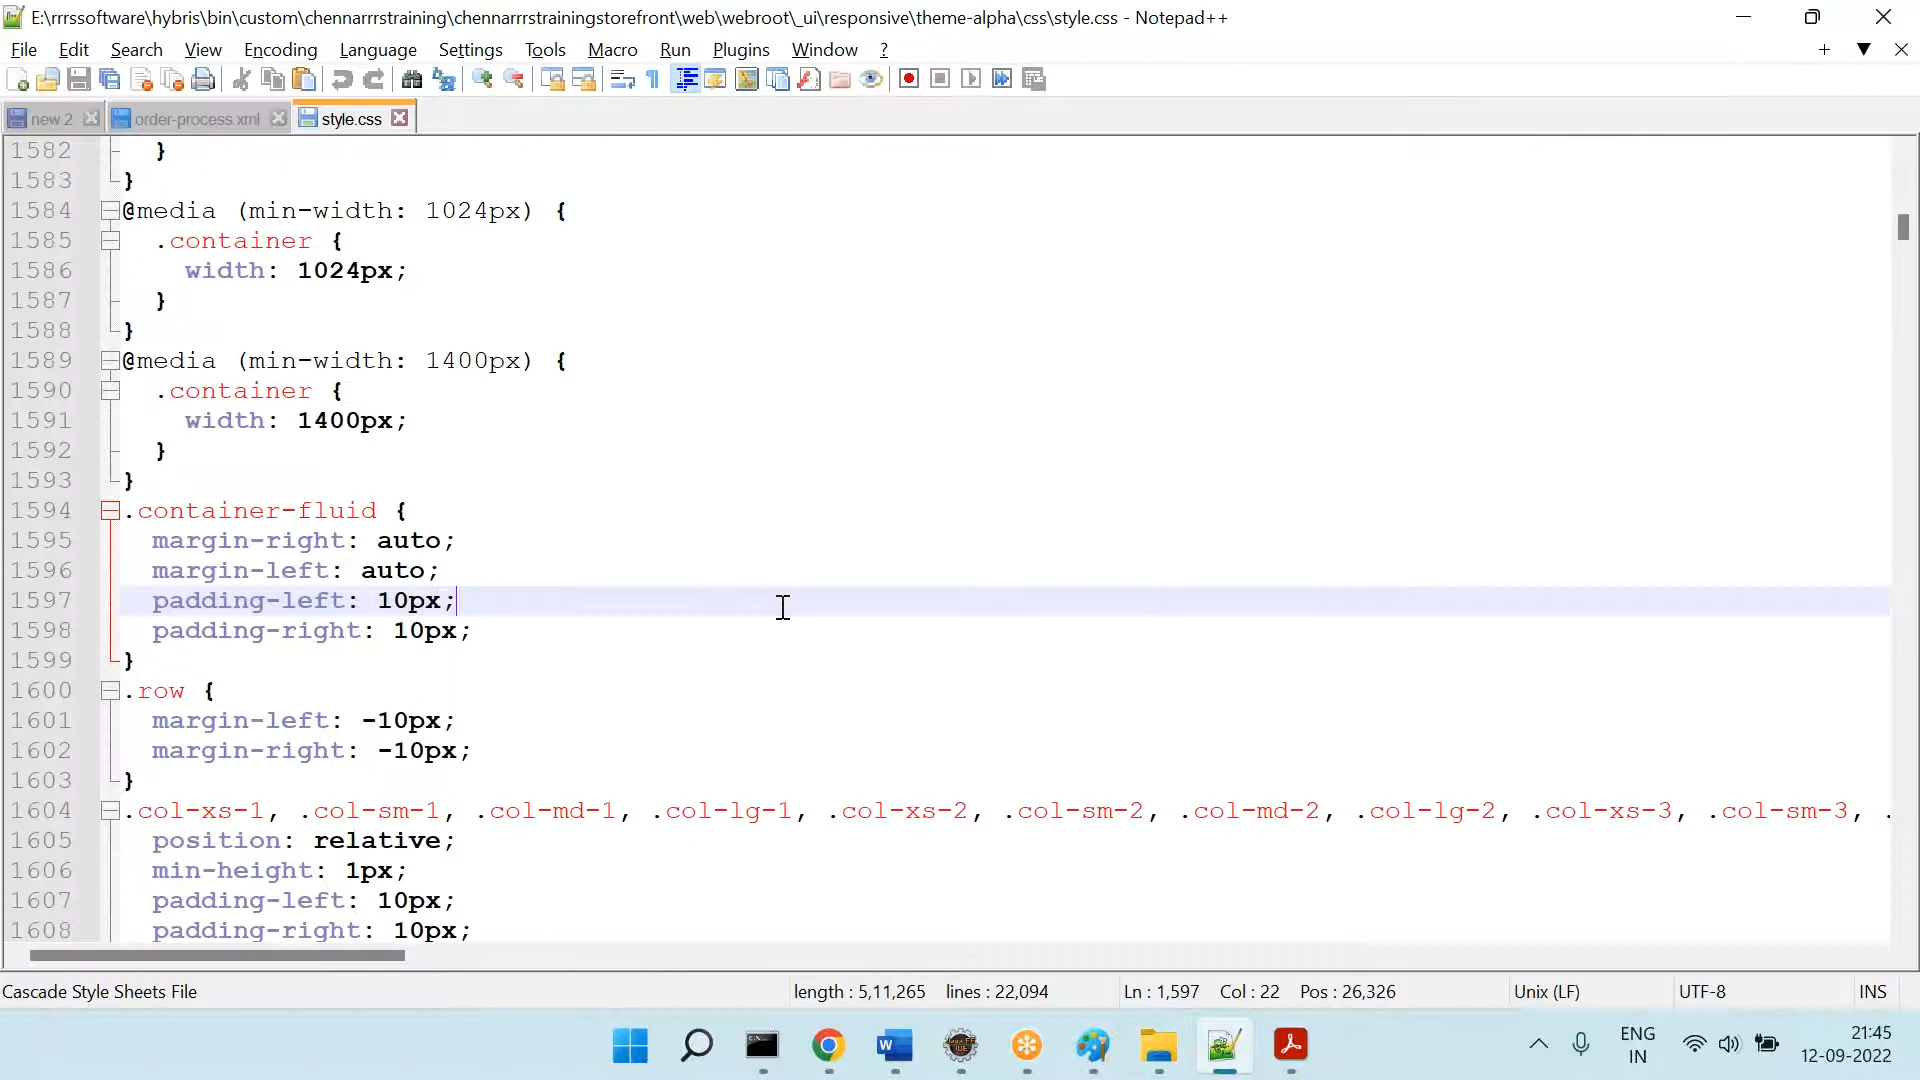 E:\rrrssoftware\hybris\bin\custom\chennarrrstraining\chennarrrstrainingstorefront\web\webroot\_ui\responsive\theme-alpha\css\style.css - Notepad++
File Edit Search View Encoding Language Settings Tools Macro Run Plugins Window ?
new 2 order-process.xml style.css
1582 }
1583 }
1584 @media (min-width: 1024px) {
1585 .container {
1586 width: 1024px;
1587 }
1588 }
1589 @media (min-width: 1400px) {
1590 .container {
1591 width: 1400px;
1592 }
1593 }
1594 .container-fluid {
1595 margin-right: auto;
1596 margin-left: auto;
1597 padding-left: 10px;
1598 padding-right: 10px;
1599 }
1600 .row {
1601 margin-left: -10px;
1602 margin-right: -10px;
1603 }
1604 .col-xs-1, .col-sm-1, .col-md-1, .col-lg-1, .col-xs-2, .col-sm-2, .col-md-2, .col-lg-2, .col-xs-3, .col-sm-3, .
1605 position: relative;
1606 min-height: 1px;
1607 padding-left: 10px;
1608 padding-right: 10px;
Cascade Style Sheets File length : 5,11,265 lines : 22,094 Ln : 1,597 Col : 22 Pos : 26,326 Unix (LF) UTF-8 INS
ENG 21:45
IN 12-09-2022